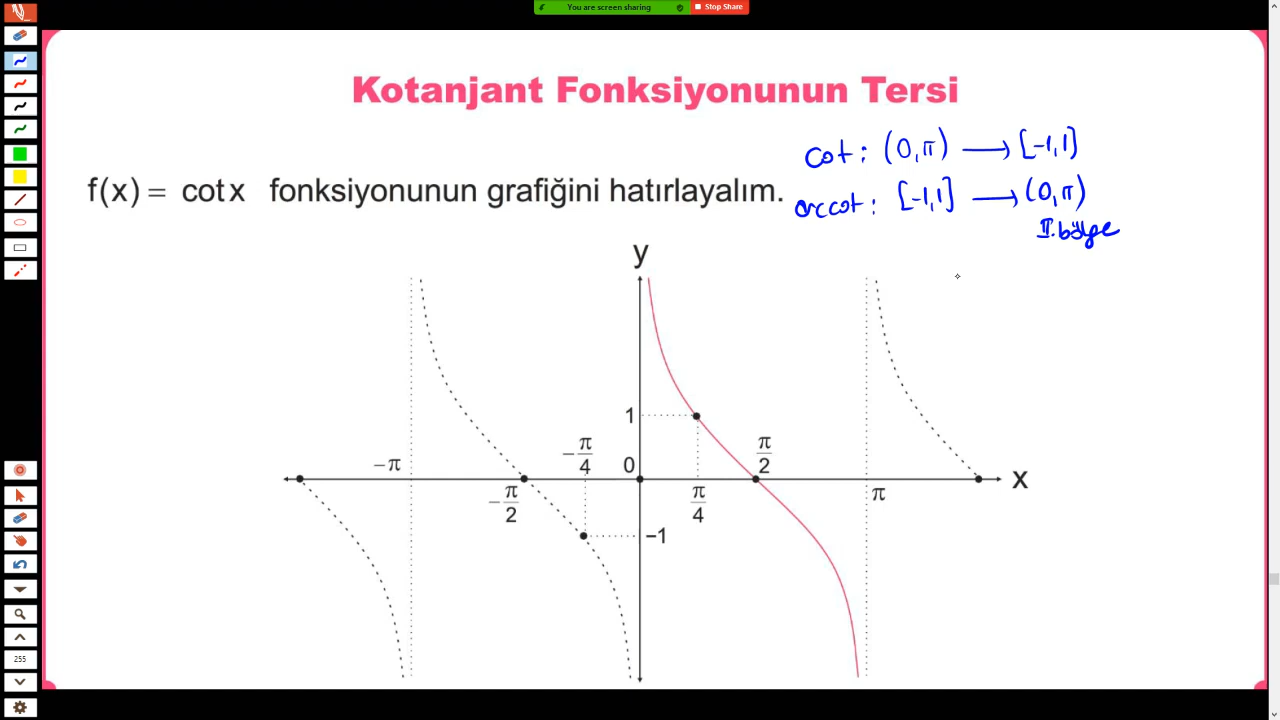 You are screen sharing
Stop Share
Kotanjant Fonksiyonunun Tersi
cot : (0, π) → [-1, 1]
f(x) = cot x fonksiyonunun grafiğini hatırlayalım.
arccot : [-1, 1] → (0, π)
II. bölge
y
1
−π
−π/4
0
π/2
x
−π/2
π/4
π
−1
255